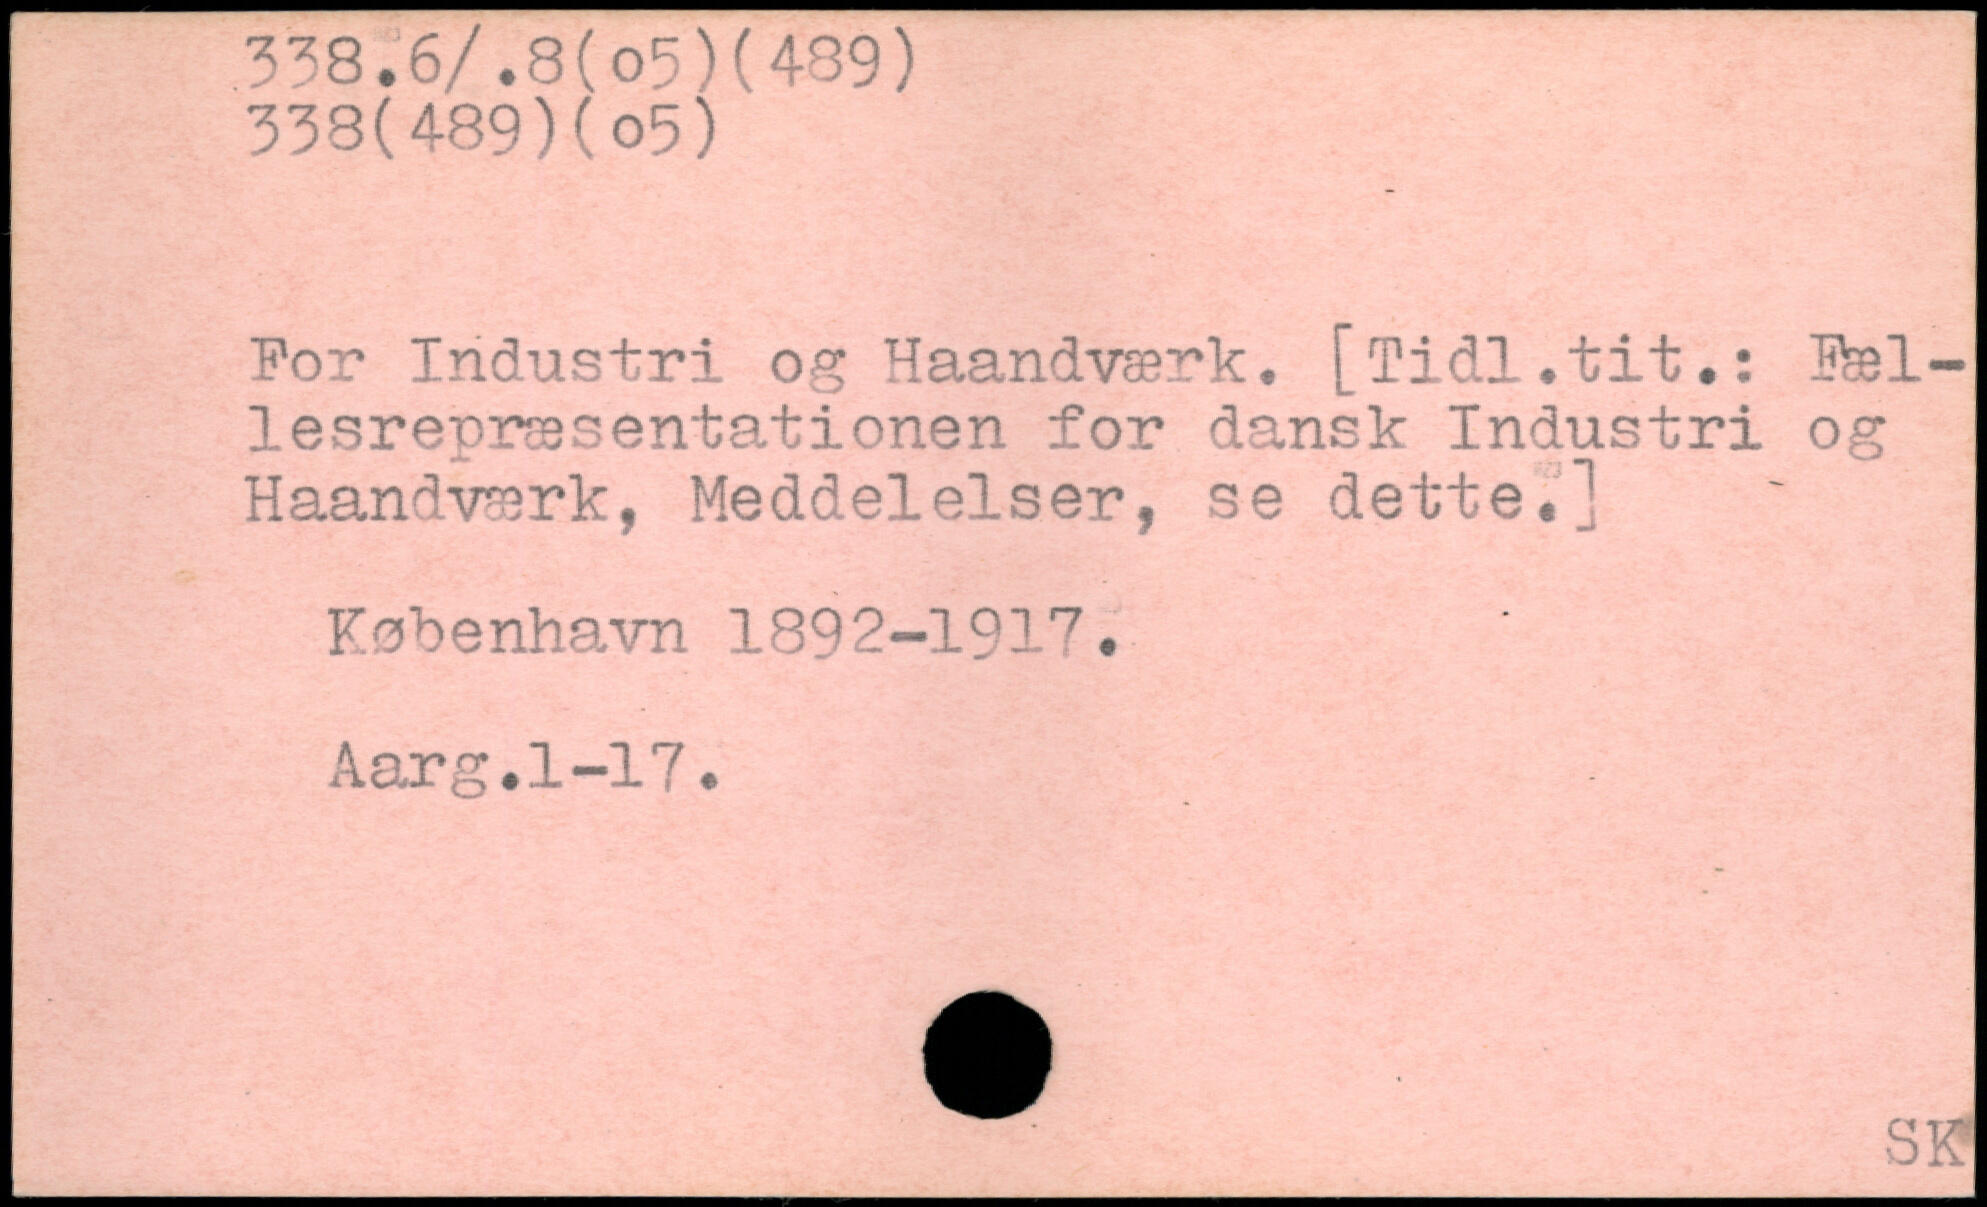 338.6/.8(o5)(489)
338(489)(o5)
For Industri og Haandværk. [Tidl.tit.: Fæl-
lesrepræsentationen for dansk Industri og
Haandværk, Meddelelser, se dette.]
København 1892-1917.
Aarg.1-17.
SK